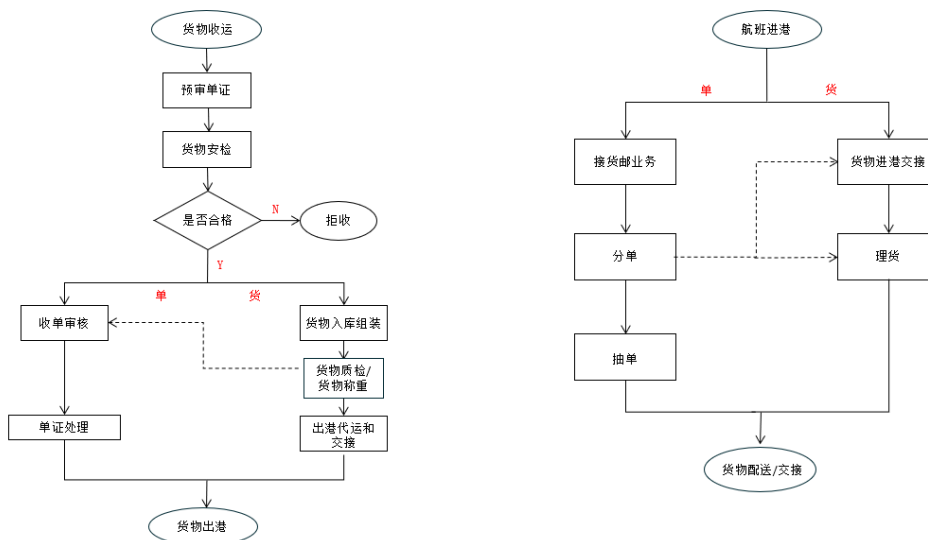 货物收运
预审单证
货物安检
是否合格
N
拒收
Y
单
货
收单审核
货物入库组装
货物质检/
货物称重
单证处理
出港代运和
交接
货物出港
航班进港
单
货
接货邮业务
货物进港交接
分单
理货
抽单
货物配送/交接